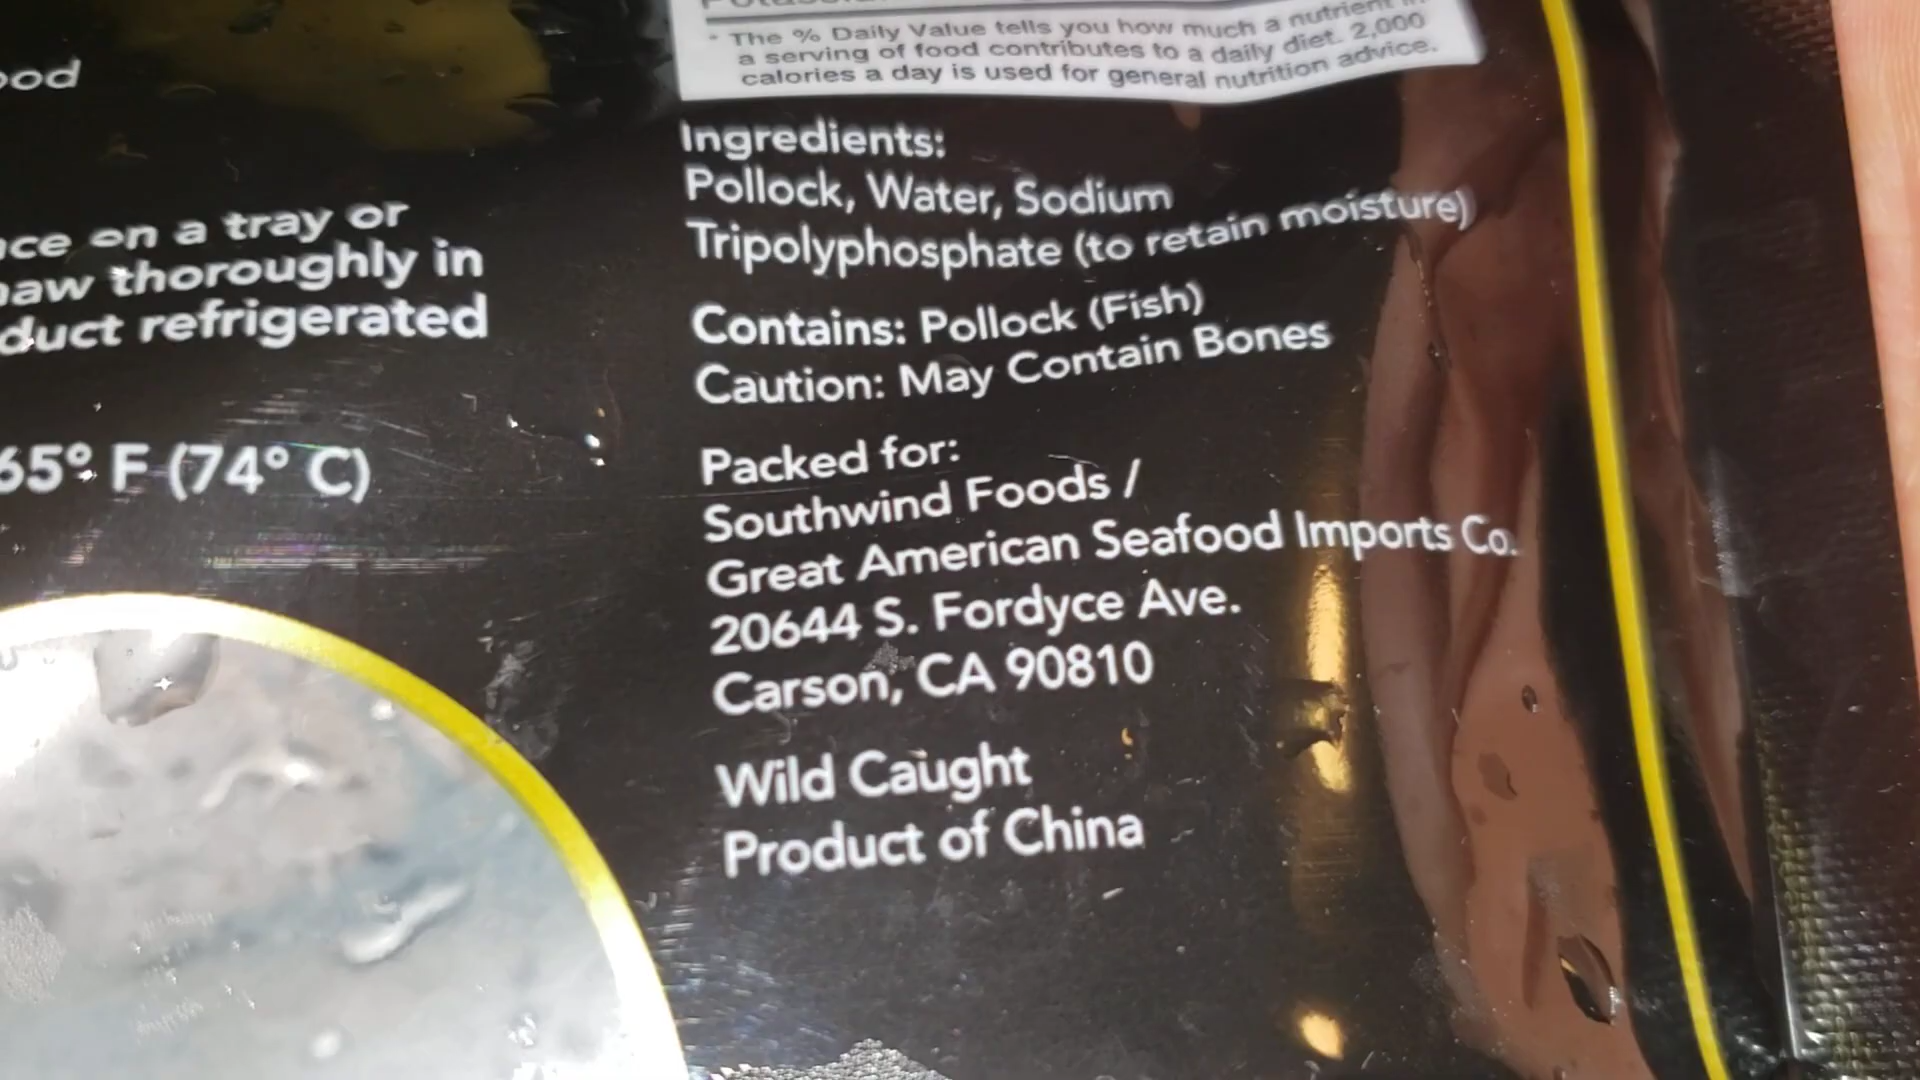 * The % Daily Value tells you how much a nutrient in
a serving of food contributes to a daily diet. 2,000
calories a day is used for general nutrition advice.
ood
ce on a tray or
aw thoroughly in
duct refrigerated
65° F (74° C)
Ingredients:
Pollock, Water, Sodium
Tripolyphosphate (to retain moisture)
Contains: Pollock (Fish)
Caution: May Contain Bones
Packed for:
Southwind Foods /
Great American Seafood Imports Co.
20644 S. Fordyce Ave.
Carson, CA 90810
Wild Caught
Product of China